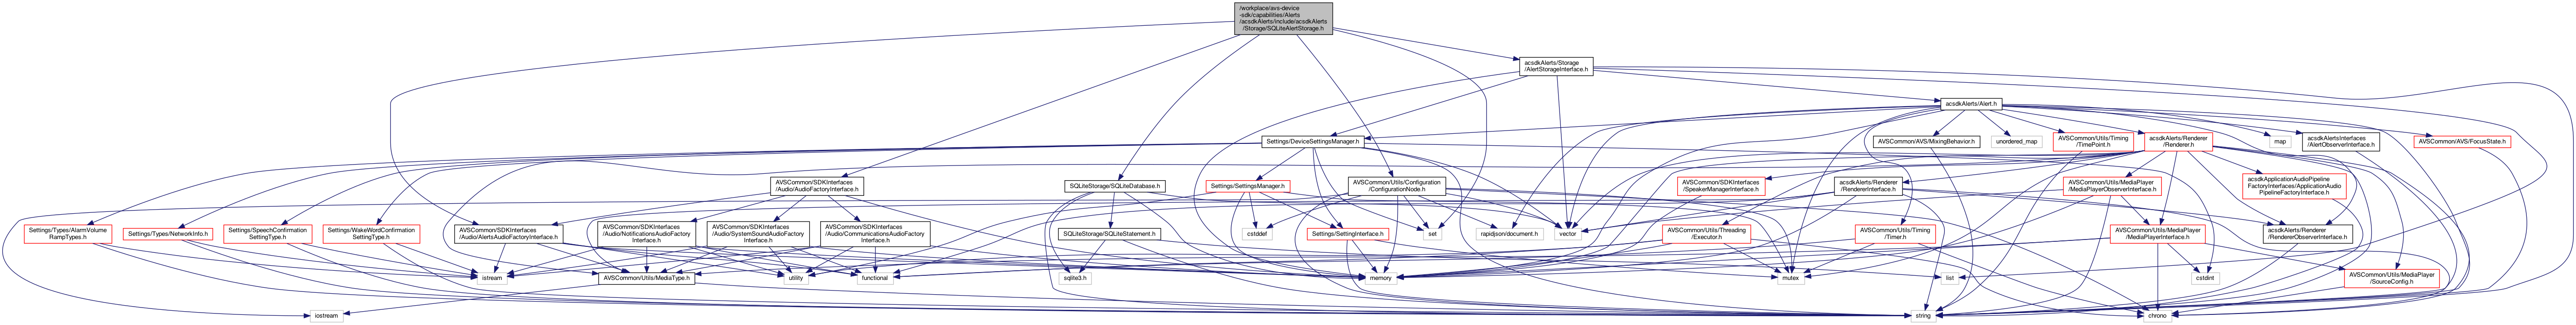 /workplace/avs-device
-sdk/capabilities/Alerts
/acsdkAlerts/include/acsdkAlerts
/Storage/SQLiteAlertStorage.h
acsdkAlerts/Storage
/AlertStorageInterface.h
acsdkAlerts/Alert.h
Settings/DeviceSettingsManager.h
AVSCommon/AVS/MixingBehavior.h
unordered_map
AVSCommon/Utils/Timing
/TimePoint.h
acsdkAlerts/Renderer
/Renderer.h
map
acsdkAlertsInterfaces
/AlertObserverInterface.h
AVSCommon/AVS/FocusState.h
AVSCommon/SDKInterfaces
/Audio/AudioFactoryInterface.h
SQLiteStorage/SQLiteDatabase.h
Settings/SettingsManager.h
AVSCommon/Utils/Configuration
/ConfigurationNode.h
acsdkAlerts/Renderer
/RendererInterface.h
AVSCommon/SDKInterfaces
/SpeakerManagerInterface.h
AVSCommon/Utils/MediaPlayer
/MediaPlayerObserverInterface.h
acsdkApplicationAudioPipeline
FactoryInterfaces/ApplicationAudio
PipelineFactoryInterface.h
Settings/Types/AlarmVolume
RampTypes.h
Settings/Types/NetworkInfo.h
Settings/SpeechConfirmation
SettingType.h
Settings/WakeWordConfirmation
SettingType.h
AVSCommon/SDKInterfaces
/Audio/AlertsAudioFactoryInterface.h
AVSCommon/SDKInterfaces
/Audio/NotificationsAudioFactory
Interface.h
AVSCommon/SDKInterfaces
/Audio/SystemSoundAudioFactory
Interface.h
AVSCommon/SDKInterfaces
/Audio/CommunicationsAudioFactory
Interface.h
SQLiteStorage/SQLiteStatement.h
cstddef
Settings/SettingInterface.h
set
rapidjson/document.h
vector
AVSCommon/Utils/Threading
/Executor.h
AVSCommon/Utils/Timing
/Timer.h
AVSCommon/Utils/MediaPlayer
/MediaPlayerInterface.h
acsdkAlerts/Renderer
/RendererObserverInterface.h
istream
AVSCommon/Utils/MediaType.h
utility
functional
sqlite3.h
memory
mutex
list
cstdint
AVSCommon/Utils/MediaPlayer
/SourceConfig.h
iostream
string
chrono